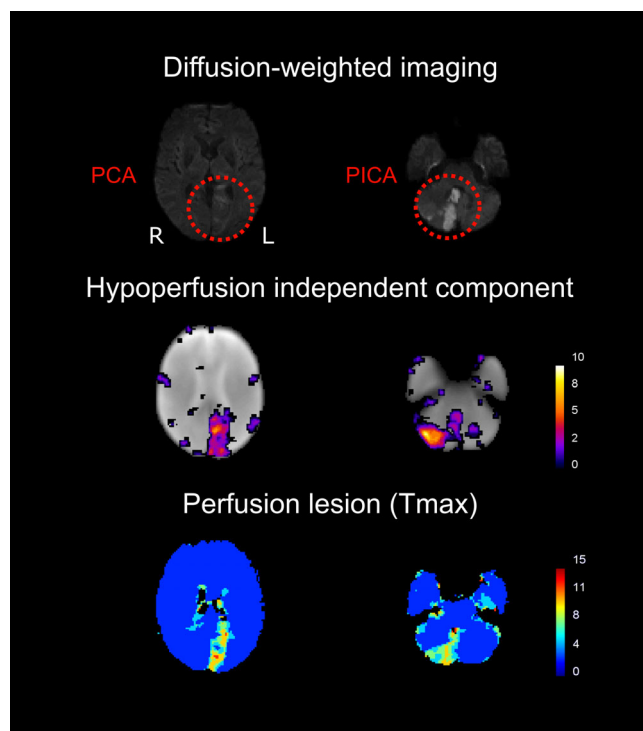 Diffusion-weighted imaging
PCA
PICA
R
L
Hypoperfusion independent component
10
8
5
2
0
Perfusion lesion (Tmax)
15
11
8
4
0